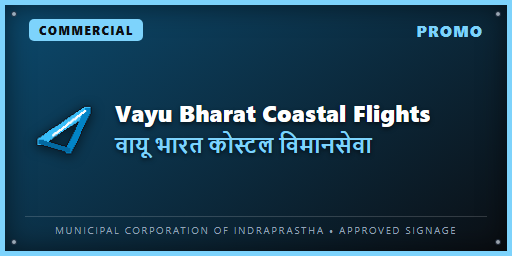 COMMERCIAL
PROMO
Vayu Bharat Coastal Flights
वायू भारत कोस्टल विमानसेवा
MUNICIPAL CORPORATION OF INDRAPRASTHA • APPROVED SIGNAGE